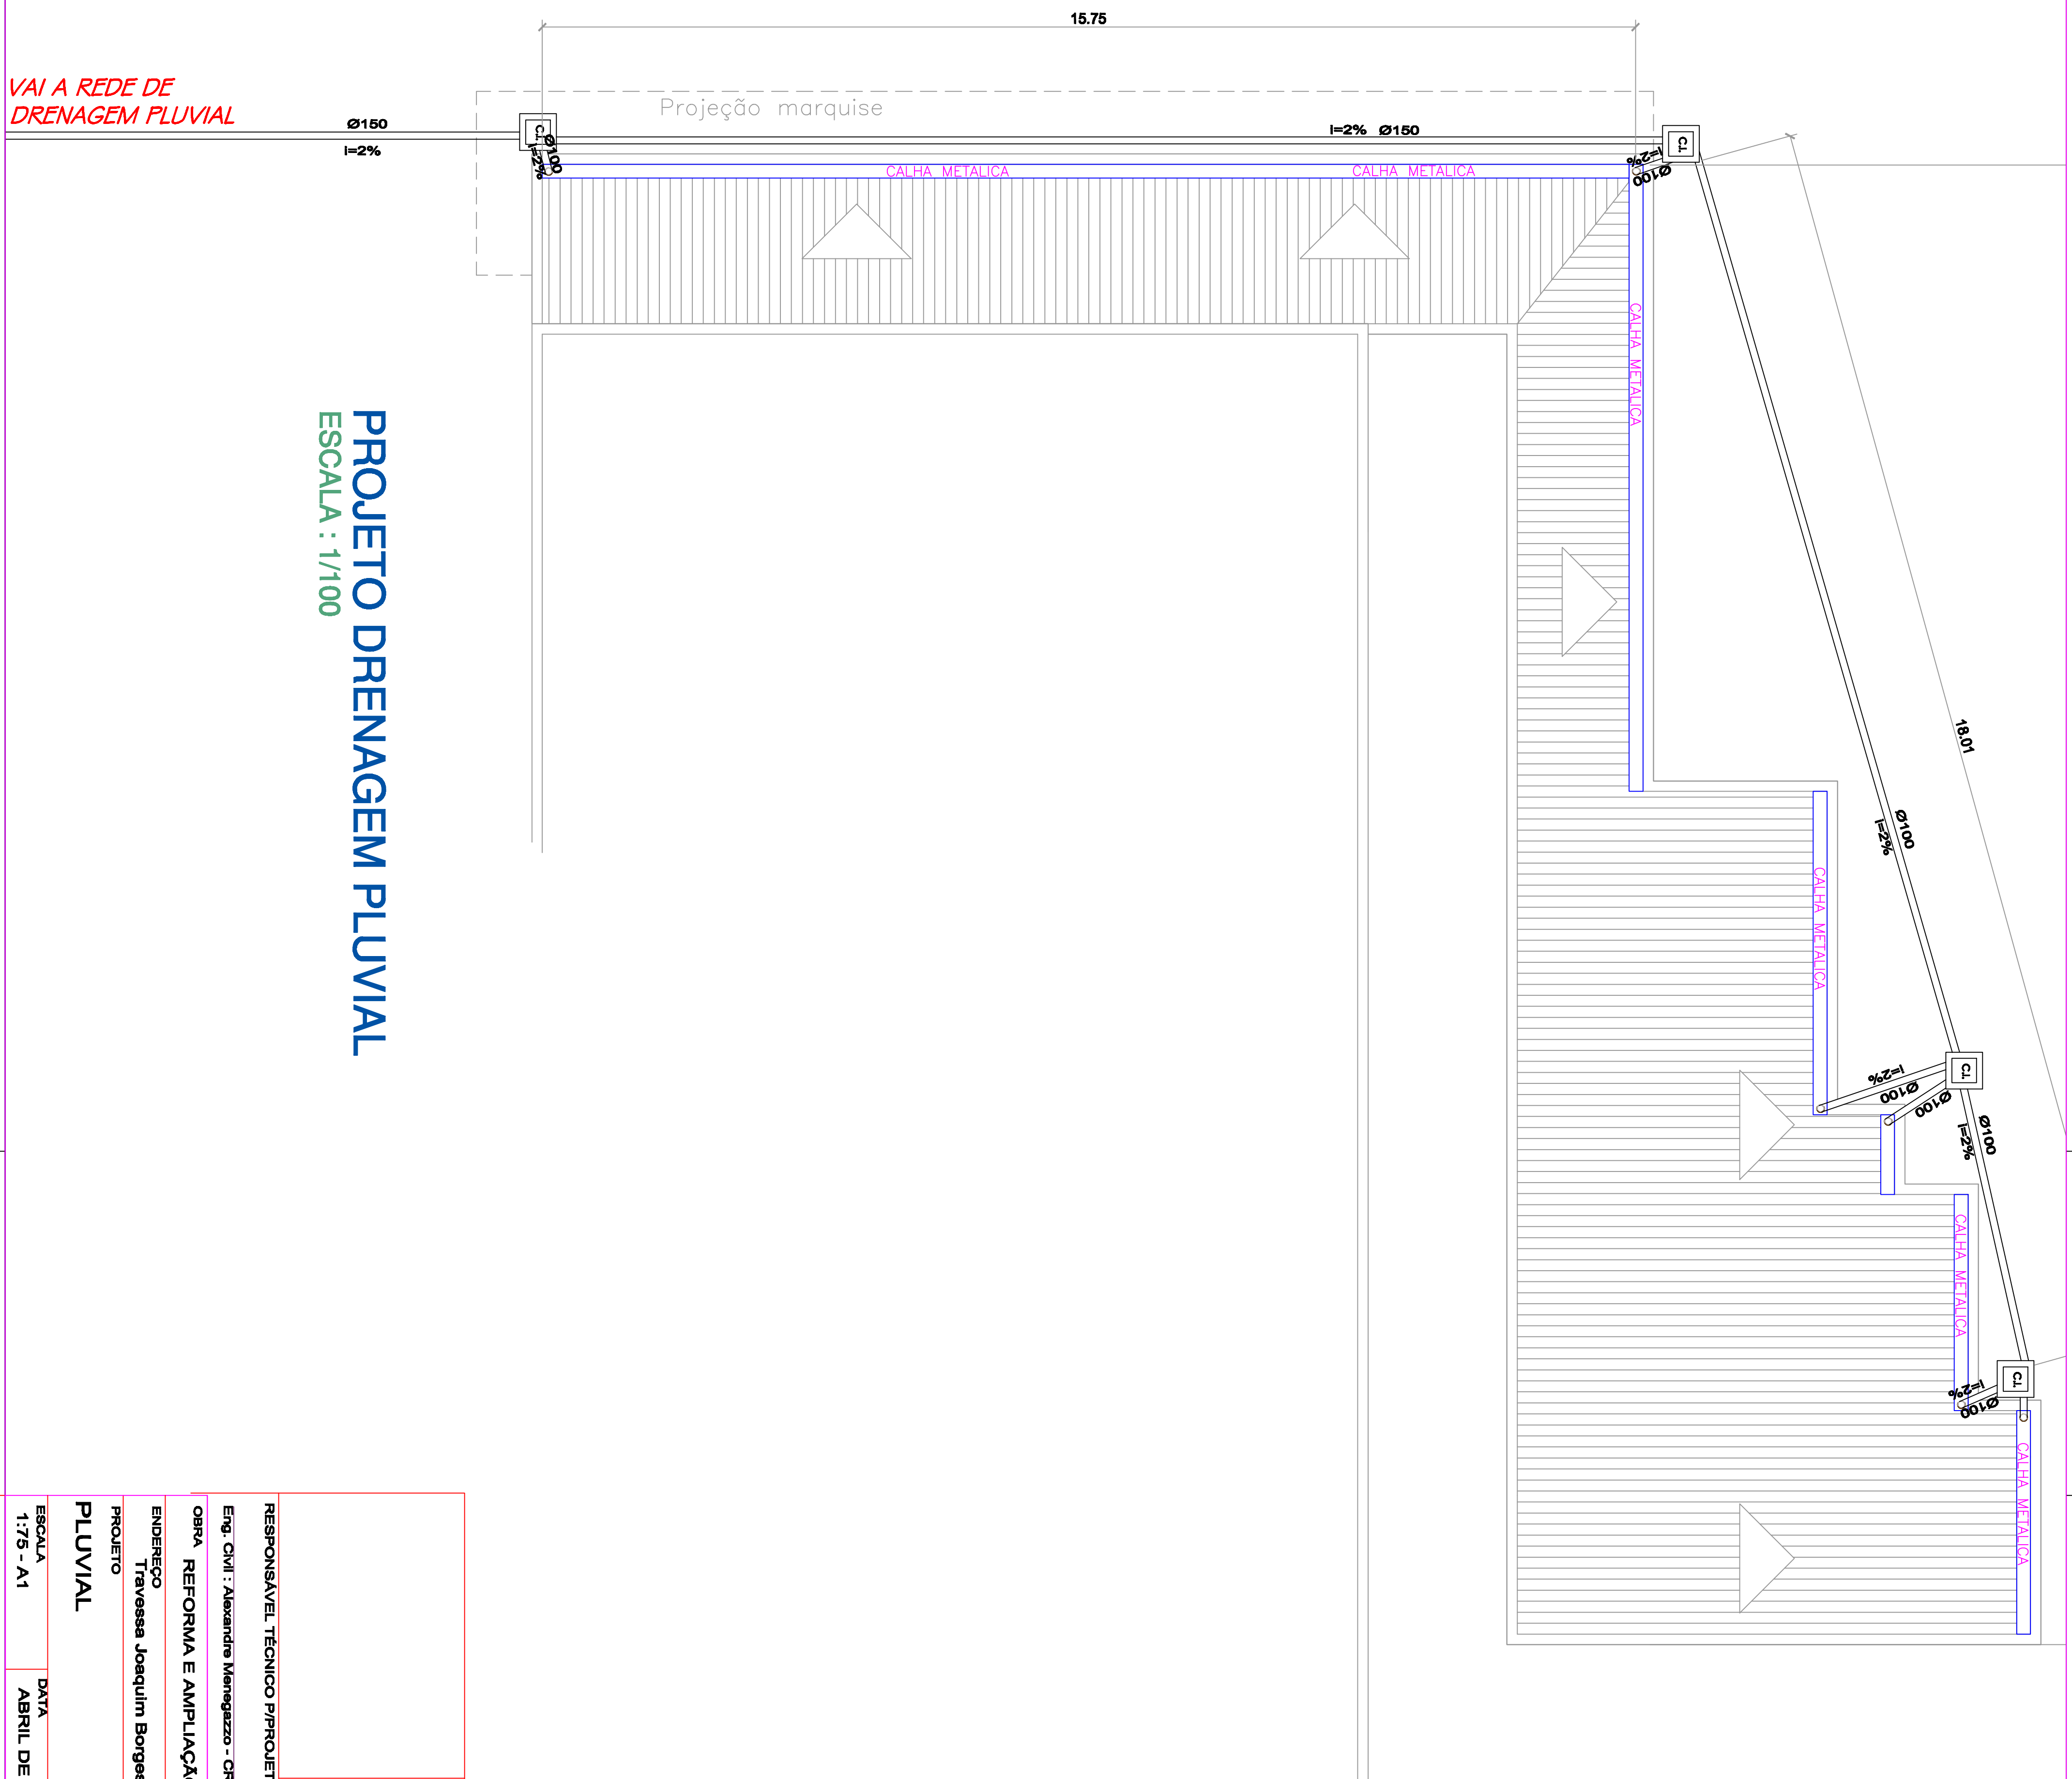 15.75
VAI A REDE DE
DRENAGEM PLUVIAL
Projeção marquise
Ø150
i=2%
C.I.
Ø100
i=2%
i=2% Ø150
C.I.
i=2%
Ø100
CALHA METALICA
CALHA METALICA
CALHA METALICA
18.01
Ø100
i=2%
CALHA METALICA
C.I.
i=2%
Ø100
Ø100
Ø100
i=2%
CALHA METALICA
C.I.
i=2%
Ø100
CALHA METALICA
PROJETO DRENAGEM PLUVIAL
ESCALA : 1/100
RESPONSÁVEL TÉCNICO P/PROJET
Eng. Civil : Alexandre Menegazzo - CR
OBRA
REFORMA E AMPLIAÇÃO
ENDEREÇO
Travessa Joaquim Borges
PROJETO
PLUVIAL
ESCALA
1:75 - A1
DATA
ABRIL DE